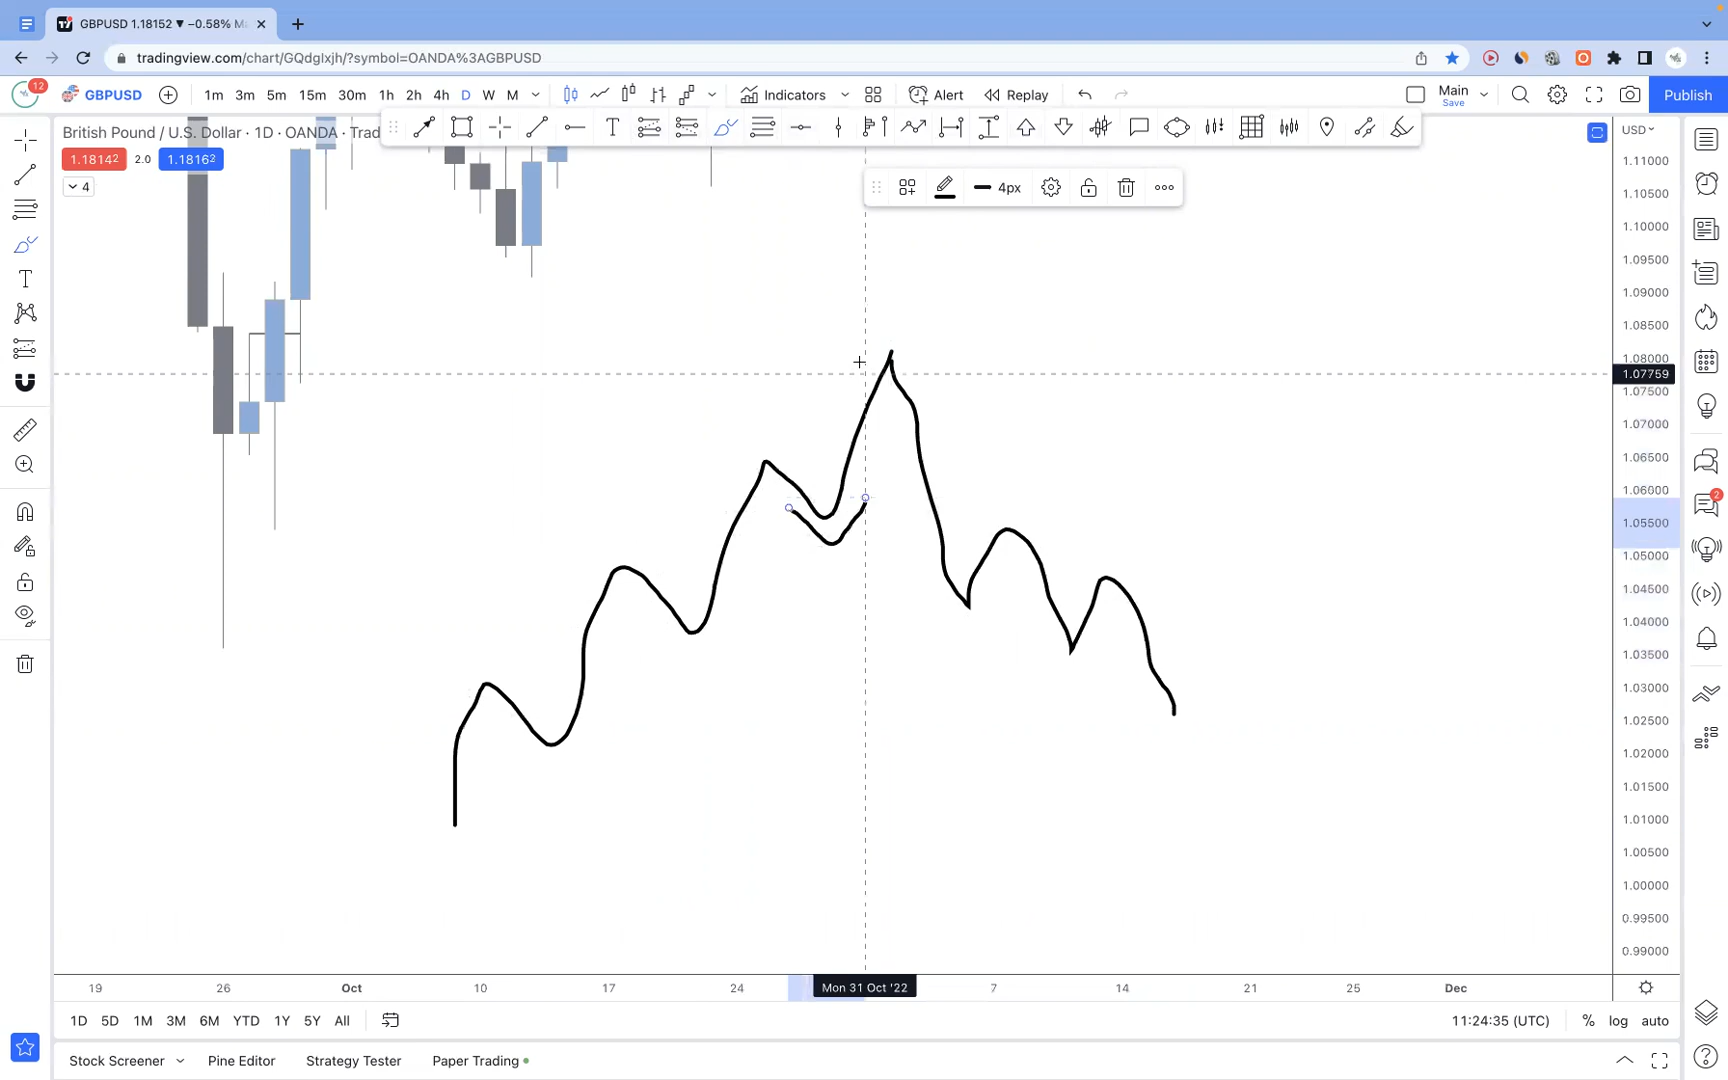 GBPUSD 1.18152 ▼ −0.58% M
tradingview.com/chart/GQdglxjh/?symbol=OANDA%3AGBPUSD
12
GBPUSD
1m 3m 5m 15m 30m 1h 2h 4h D W M
Indicators
Alert
Replay
Main
Save
Publish
British Pound / U.S. Dollar · 1D · OANDA · Trad
USD
1.18142
2.0
1.18162
4
4px
T
T
1.11000
1.10500
1.10000
1.09500
1.09000
1.08500
1.08000
1.07759
1.07500
1.07000
1.06500
1.06000
1.05500
1.05000
1.04500
1.04000
1.03500
1.03000
1.02500
1.02000
1.01500
1.01000
1.00500
1.00000
0.99500
0.99000
2
19 26 Oct 10 17 24 Mon 31 Oct '22 7 14 21 25 Dec
1D 5D 1M 3M 6M YTD 1Y 5Y All
11:24:35 (UTC) % log auto
Stock Screener Pine Editor Strategy Tester Paper Trading